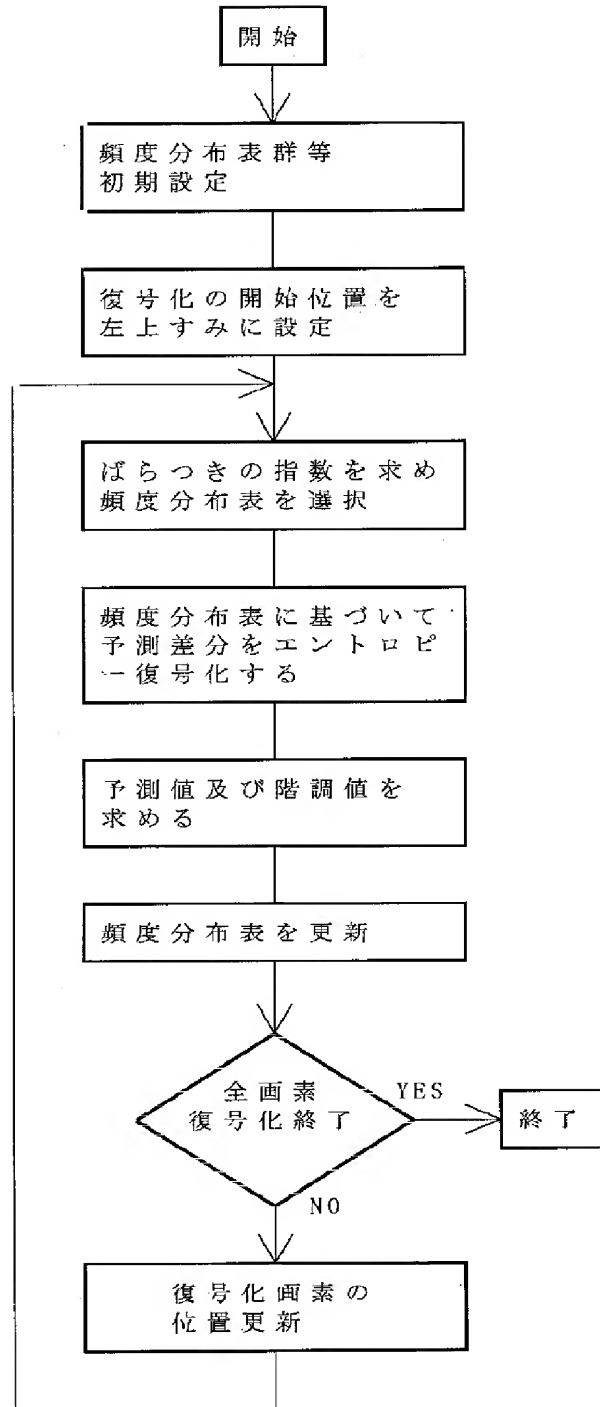 開始
頻度分布表群等
初期設定
復号化の開始位置を
左上すみに設定
ばらつきの指数を求め
頻度分布表を選択
頻度分布表に基づいて
予測差分をエントロピ
ー復号化する
予測値及び階調値を
求める
頻度分布表を更新
全画素
復号化終了
YES
終了
NO
復号化画素の
位置更新